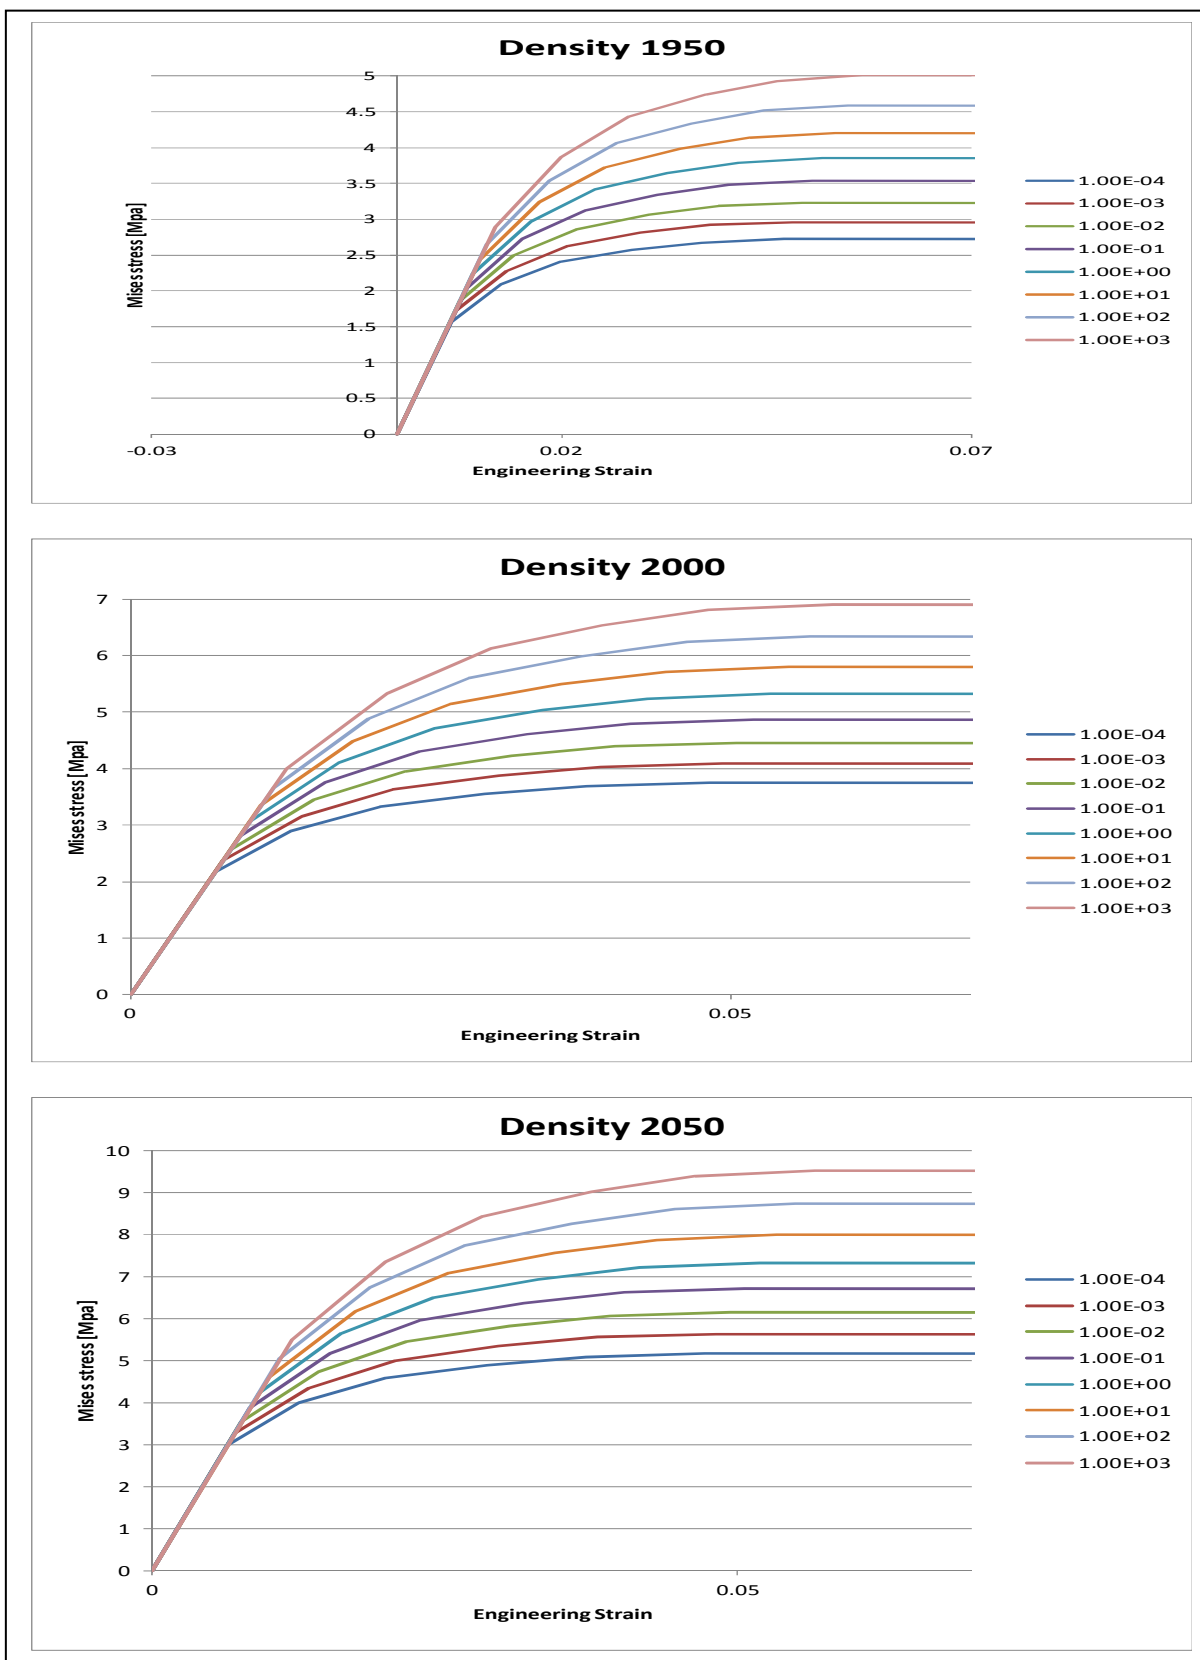 Density 1950
5
4.5
4
3.5
3
2.5
2
1.5
1
0.5
0
Mises stress [Mpa]
-0.03
0.02
0.07
Engineering Strain
1.00E-04
1.00E-03
1.00E-02
1.00E-01
1.00E+00
1.00E+01
1.00E+02
1.00E+03
Density 2000
7
6
5
4
3
2
1
0
Mises stress [Mpa]
0
0.05
Engineering Strain
1.00E-04
1.00E-03
1.00E-02
1.00E-01
1.00E+00
1.00E+01
1.00E+02
1.00E+03
Density 2050
10
9
8
7
6
5
4
3
2
1
0
Mises stress [Mpa]
0
0.05
Engineering Strain
1.00E-04
1.00E-03
1.00E-02
1.00E-01
1.00E+00
1.00E+01
1.00E+02
1.00E+03